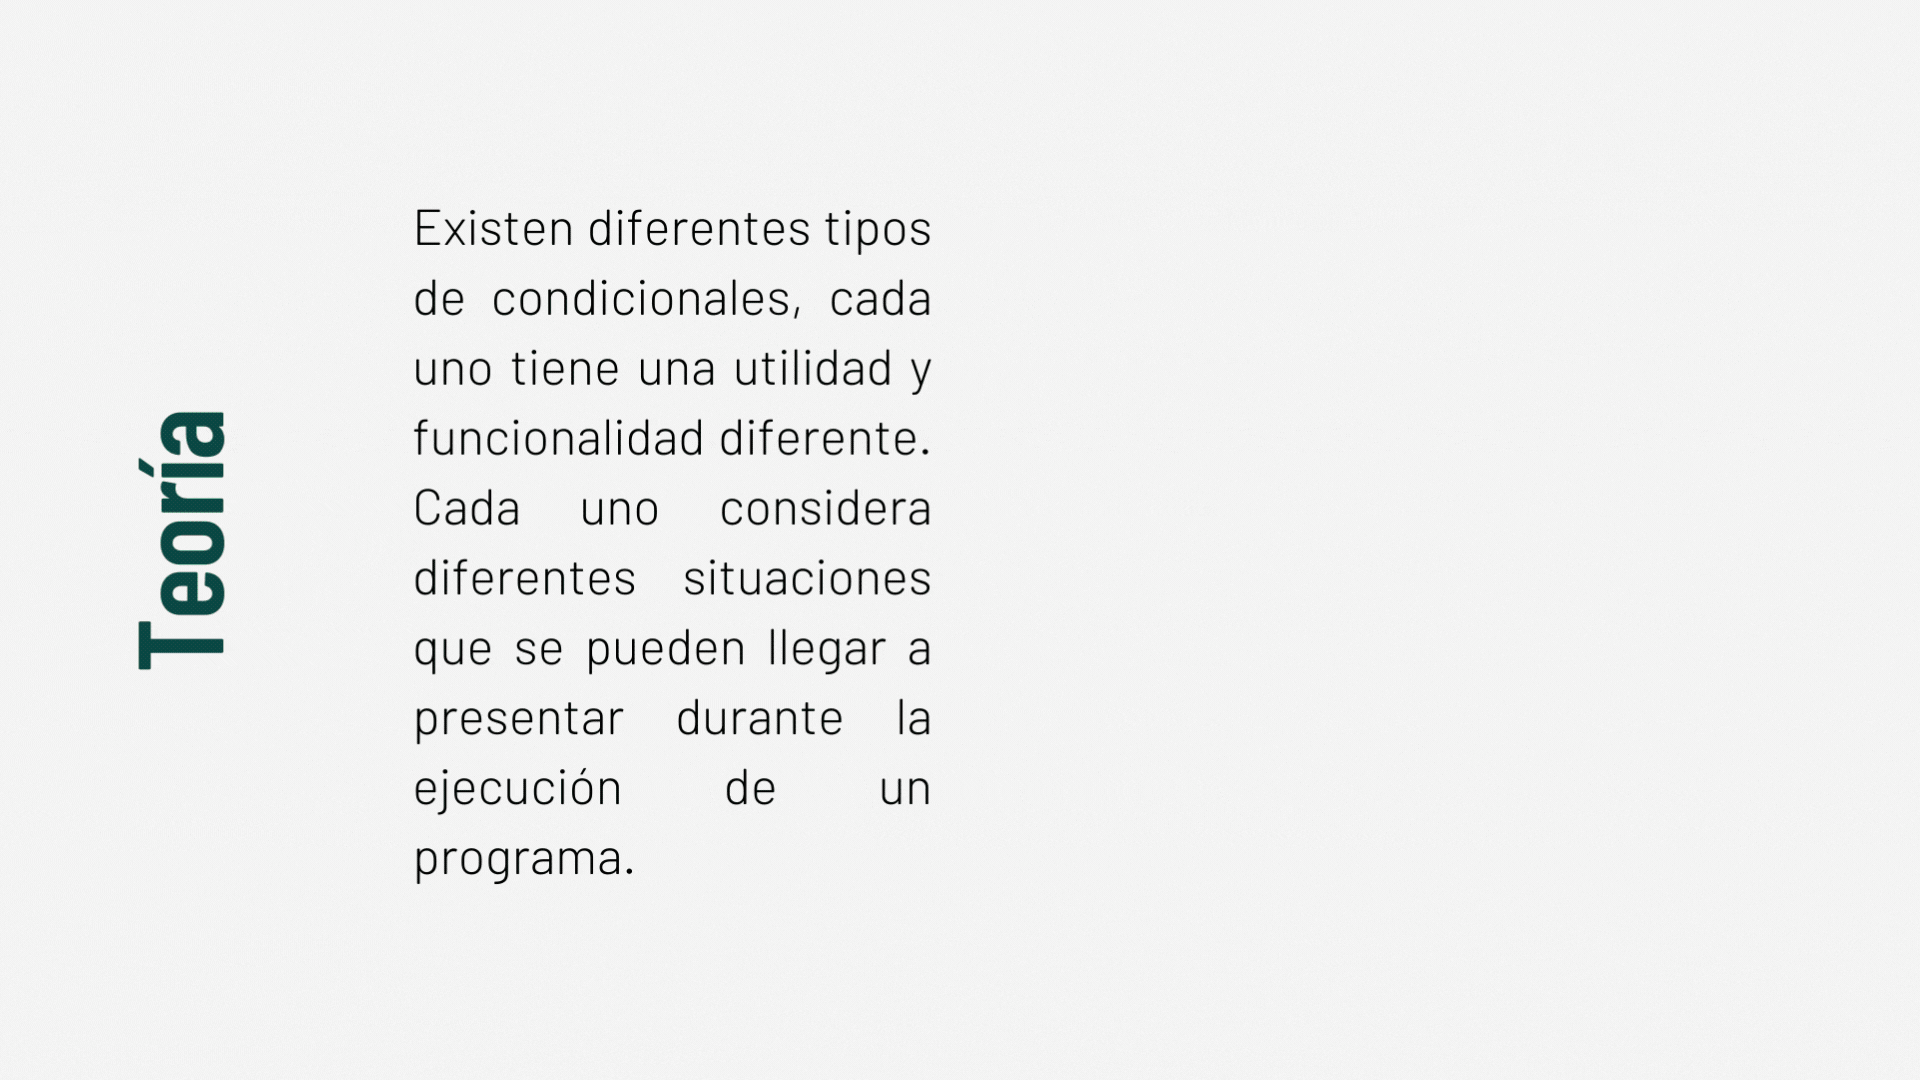 Teoría
Existen diferentes tipos
de condicionales, cada
uno tiene una utilidad y
funcionalidad diferente.
Cada uno considera
diferentes situaciones
que se pueden llegar a
presentar durante la
ejecución de un
programa.